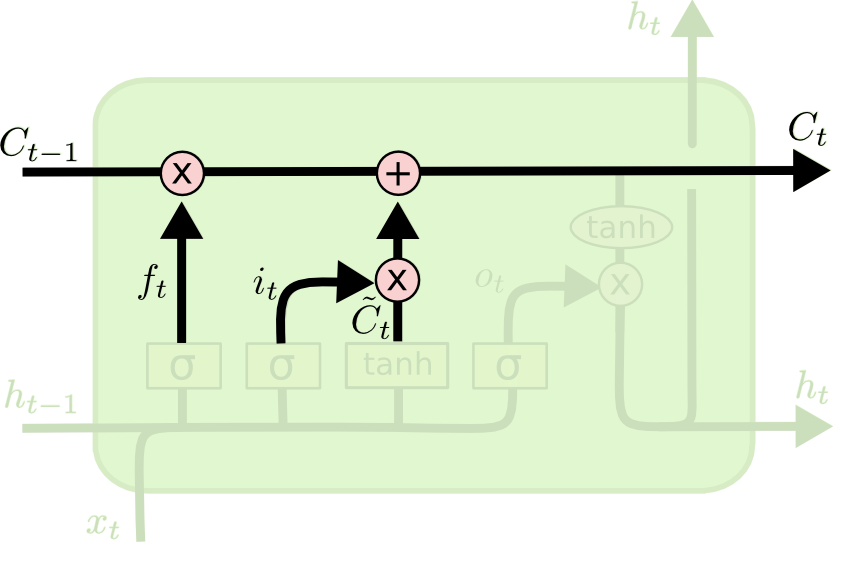 h_t
C_{t-1}
C_t
x
+
tanh
f_t
i_t
x
o_t
x
C̃_t
σ
σ
tanh
σ
h_{t-1}
h_t
x_t